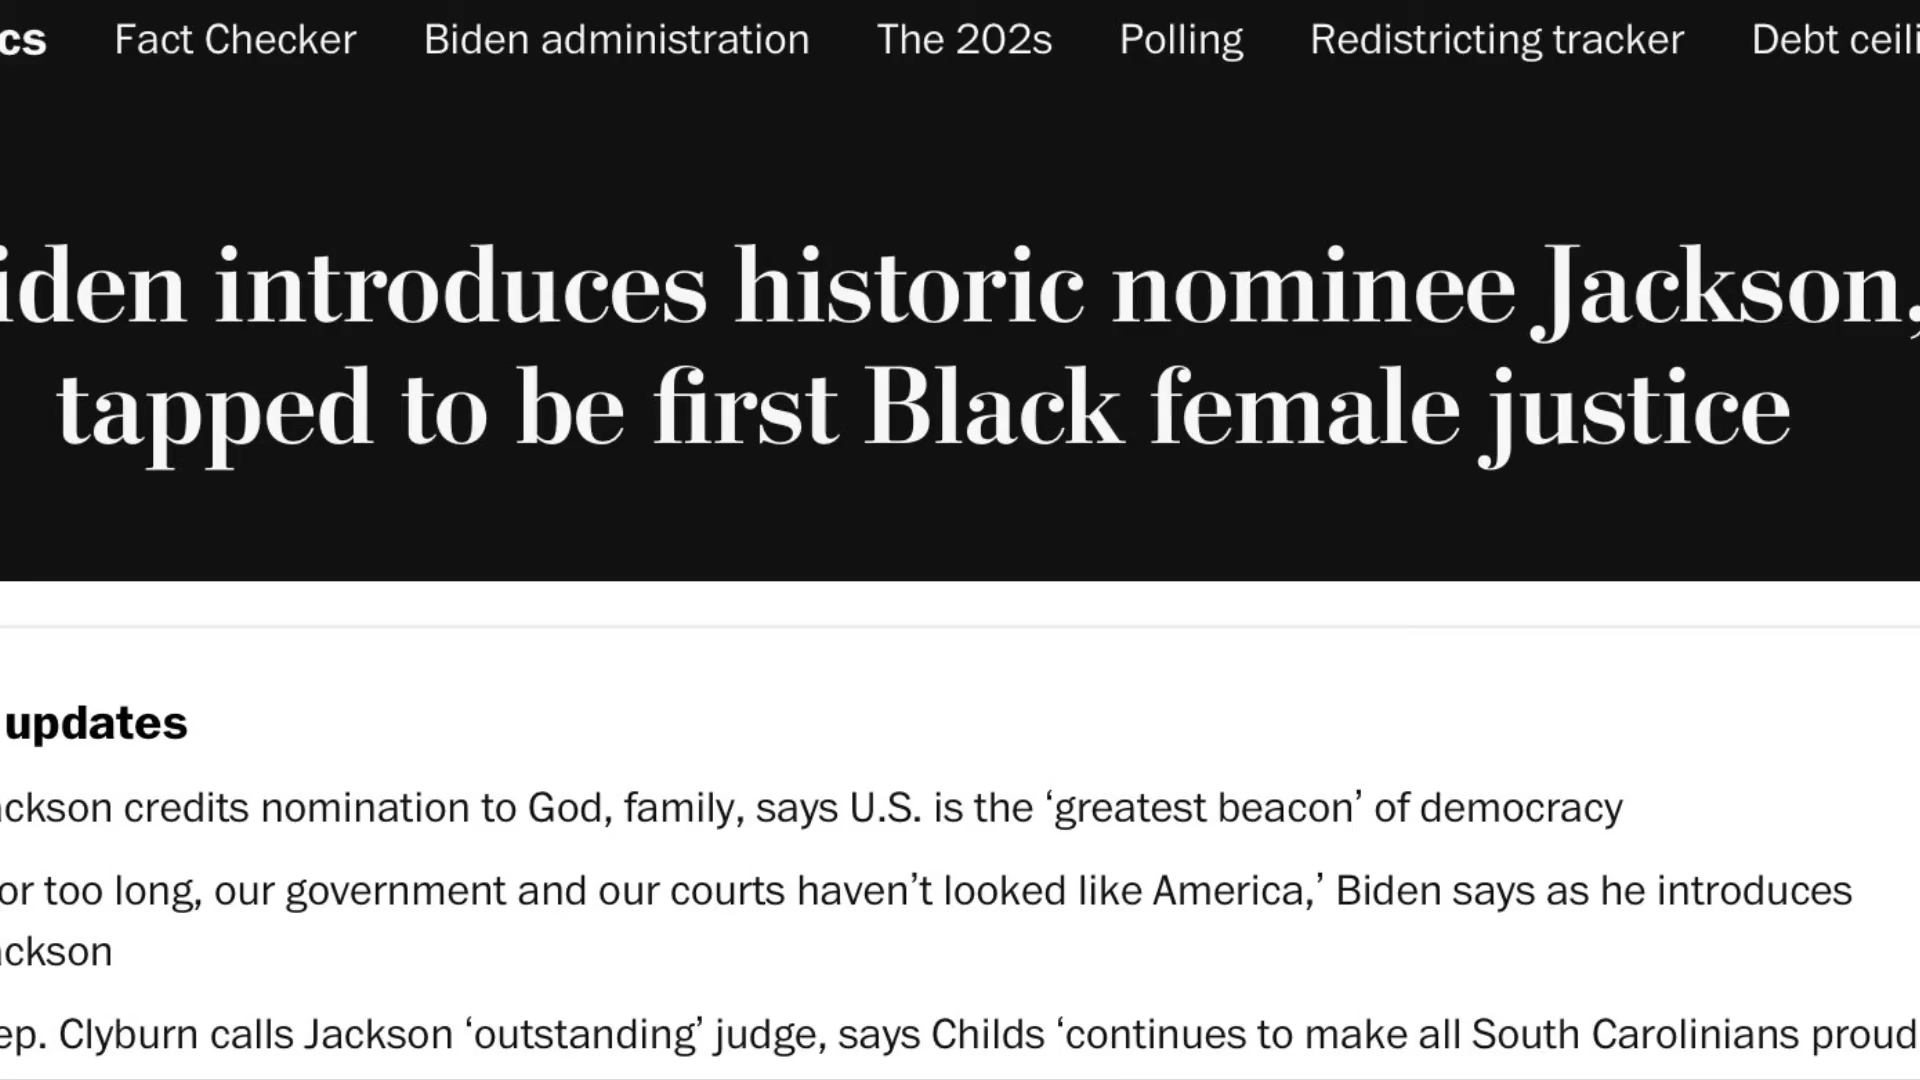 cs Fact Checker Biden administration The 202s Polling Redistricting tracker Debt ceili
iden introduces historic nominee Jackson,
tapped to be first Black female justice
updates
ackson credits nomination to God, family, says U.S. is the ‘greatest beacon’ of democracy
or too long, our government and our courts haven’t looked like America,’ Biden says as he introduces
ackson
ep. Clyburn calls Jackson ‘outstanding’ judge, says Childs ‘continues to make all South Carolinians proud